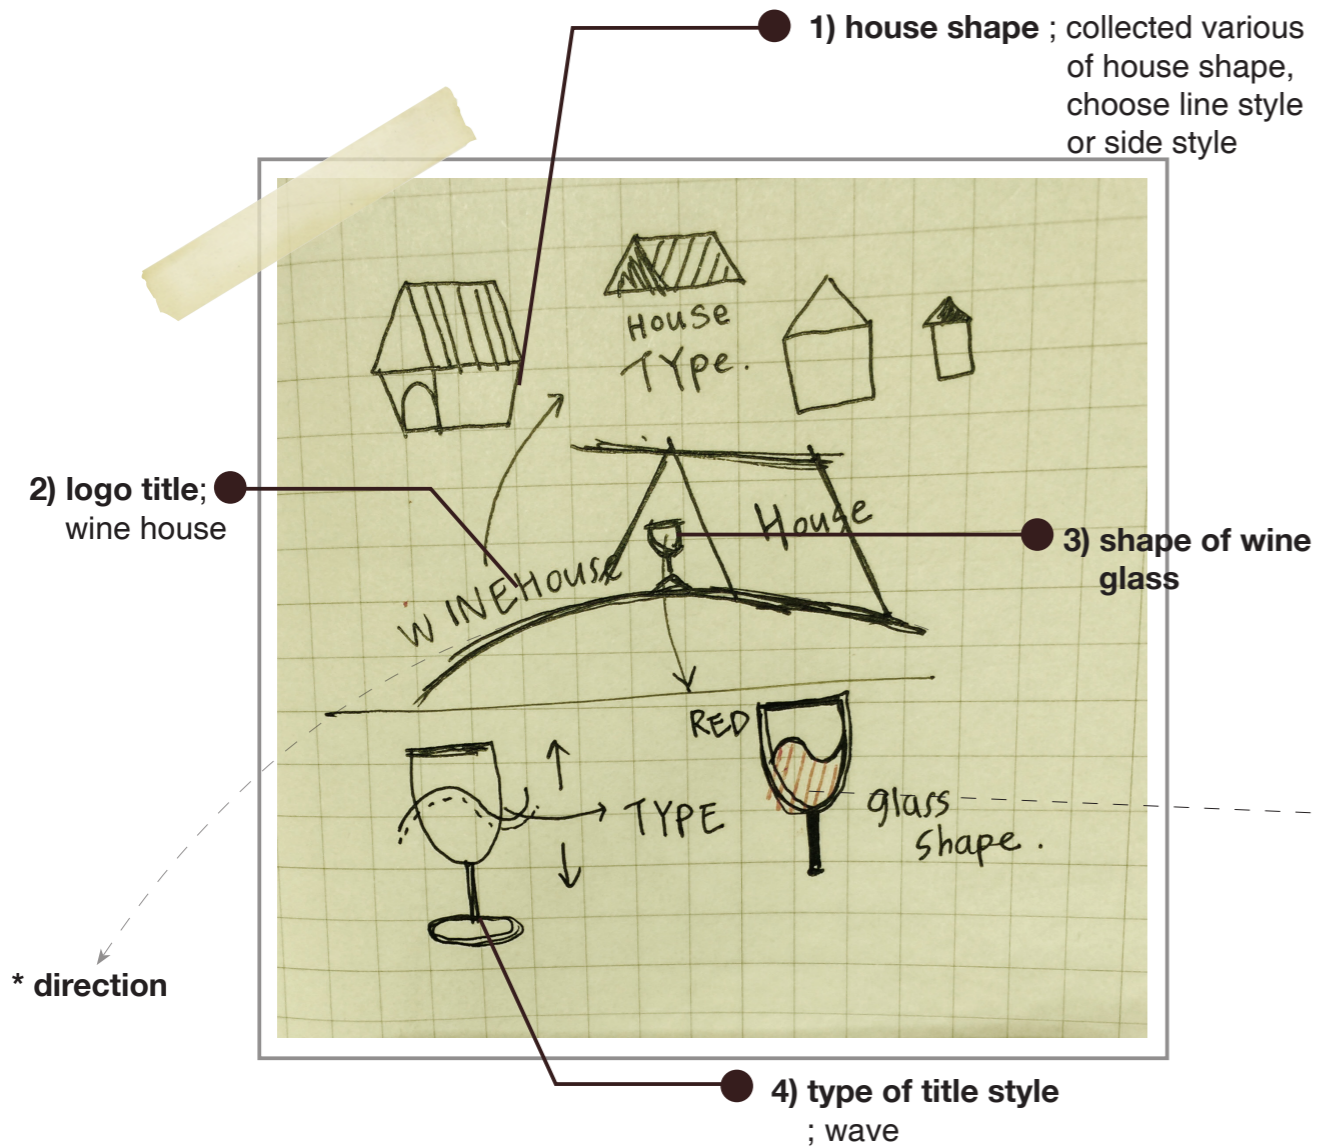 1) house shape ; collected various
of house shape,
choose line style
or side style
HOUSE
TYPe.
2) logo title;
wine house
House
WINEHouse
3) shape of wine
glass
RED
TYPE
glass
shape.
* direction
4) type of title style
; wave